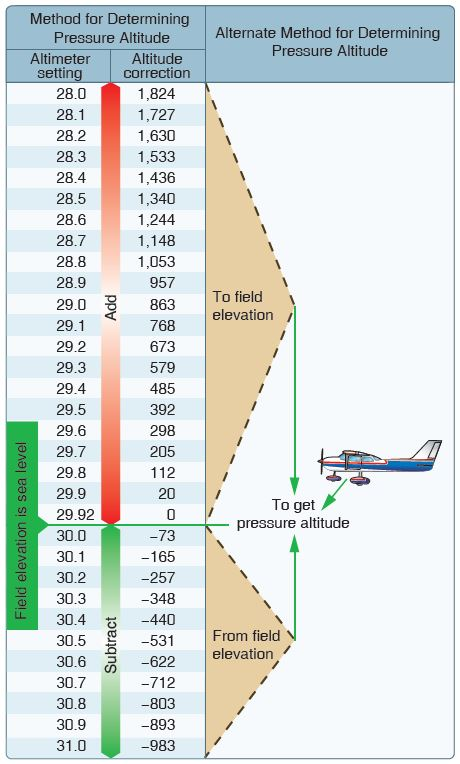 Method for Determining
Pressure Altitude
Alternate Method for Determining
Pressure Altitude
Altimeter
setting
Altitude
correction
28.0 1,824
28.1 1,727
28.2 1,630
28.3 1,533
28.4 1,436
28.5 1,340
28.6 1,244
28.7 1,148
28.8 1,053
28.9 957
29.0 863
29.1 768
29.2 673
29.3 579
29.4 485
29.5 392
29.6 298
29.7 205
29.8 112
29.9 20
29.92 0
30.0 –73
30.1 –165
30.2 –257
30.3 –348
30.4 –440
30.5 –531
30.6 –622
30.7 –712
30.8 –803
30.9 –893
31.0 –983
Add
Subtract
Field elevation is sea level
To field
elevation
To get
pressure altitude
From field
elevation